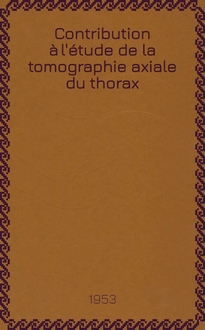 Contribution
à l'étude de la
tomographie axiale
du thorax
1953